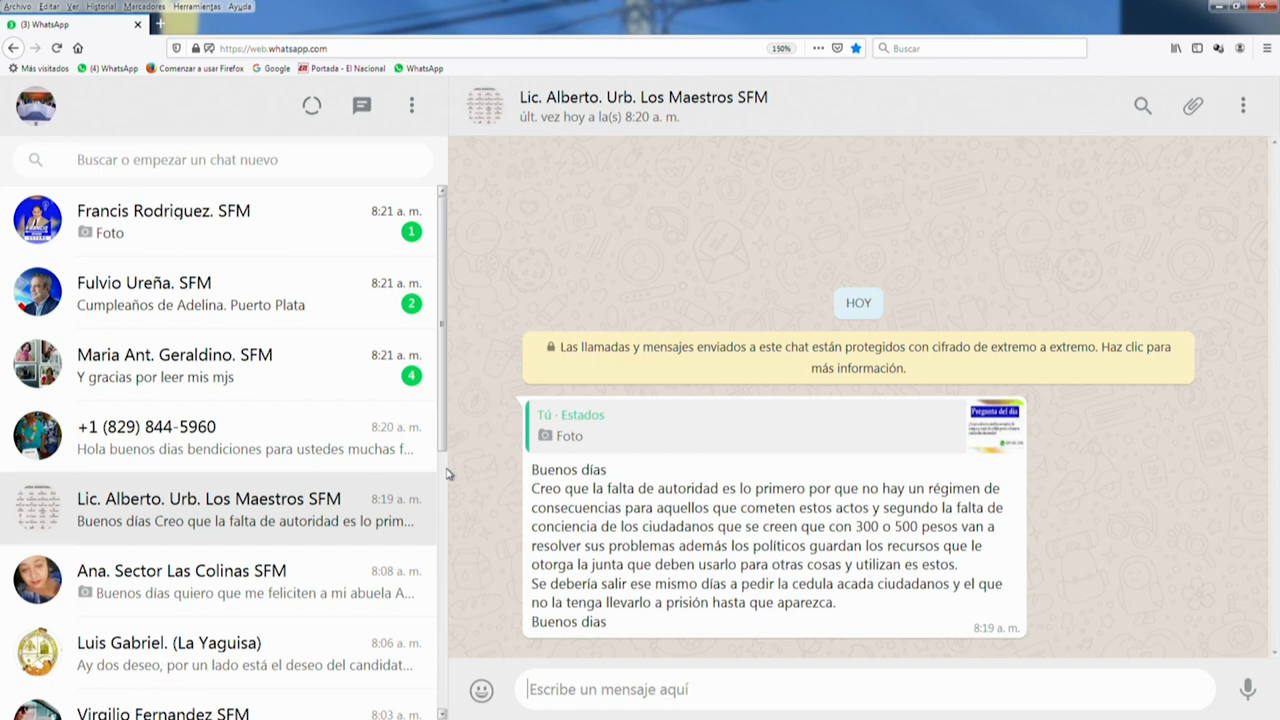 Archivo Editar Ver Historial Marcadores Herramientas Ayuda
(3) WhatsApp
https://web.whatsapp.com
150%
Buscar
Más visitados
(4) WhatsApp
Comenzar a usar Firefox
Google
Portada - El Nacional
WhatsApp
Buscar o empezar un chat nuevo
Francis Rodriguez. SFM
8:21 a. m.
Foto
1
Fulvio Ureña. SFM
8:21 a. m.
Cumpleaños de Adelina. Puerto Plata
2
Maria Ant. Geraldino. SFM
8:21 a. m.
Y gracias por leer mis mjs
4
+1 (829) 844-5960
8:20 a. m.
Hola buenos dias bendiciones para ustedes muchas f...
Lic. Alberto. Urb. Los Maestros SFM
8:19 a. m.
Buenos días Creo que la falta de autoridad es lo prim...
Ana. Sector Las Colinas SFM
8:08 a. m.
Buenos días quiero que me feliciten a mi abuela A...
Luis Gabriel. (La Yaguisa)
8:06 a. m.
Ay dos deseo, por un lado está el deseo del candidat...
Virgilio Fernandez SFM
8:03 a. m.
Lic. Alberto. Urb. Los Maestros SFM
últ. vez hoy a la(s) 8:20 a. m.
HOY
Las llamadas y mensajes enviados a este chat están protegidos con cifrado de extremo a extremo. Haz clic para
más información.
Tú · Estados
Foto
Pregunta del día
Buenos días
Creo que la falta de autoridad es lo primero por que no hay un régimen de
consecuencias para aquellos que cometen estos actos y segundo la falta de
conciencia de los ciudadanos que se creen que con 300 o 500 pesos van a
resolver sus problemas además los políticos guardan los recursos que le
otorga la junta que deben usarlo para otras cosas y utilizan es estos.
Se debería salir ese mismo días a pedir la cedula acada ciudadanos y el que
no la tenga llevarlo a prisión hasta que aparezca.
Buenos dias
8:19 a. m.
Escribe un mensaje aquí